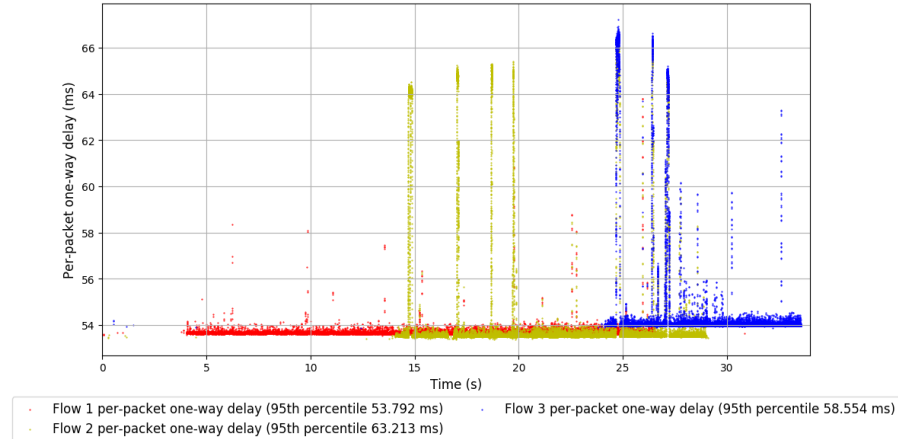 Per-packet one-way delay (ms)
66
64
62
60
58
56
54
0 5 10 15 20 25 30
Time (s)
Flow 1 per-packet one-way delay (95th percentile 53.792 ms)
Flow 2 per-packet one-way delay (95th percentile 63.213 ms)
Flow 3 per-packet one-way delay (95th percentile 58.554 ms)